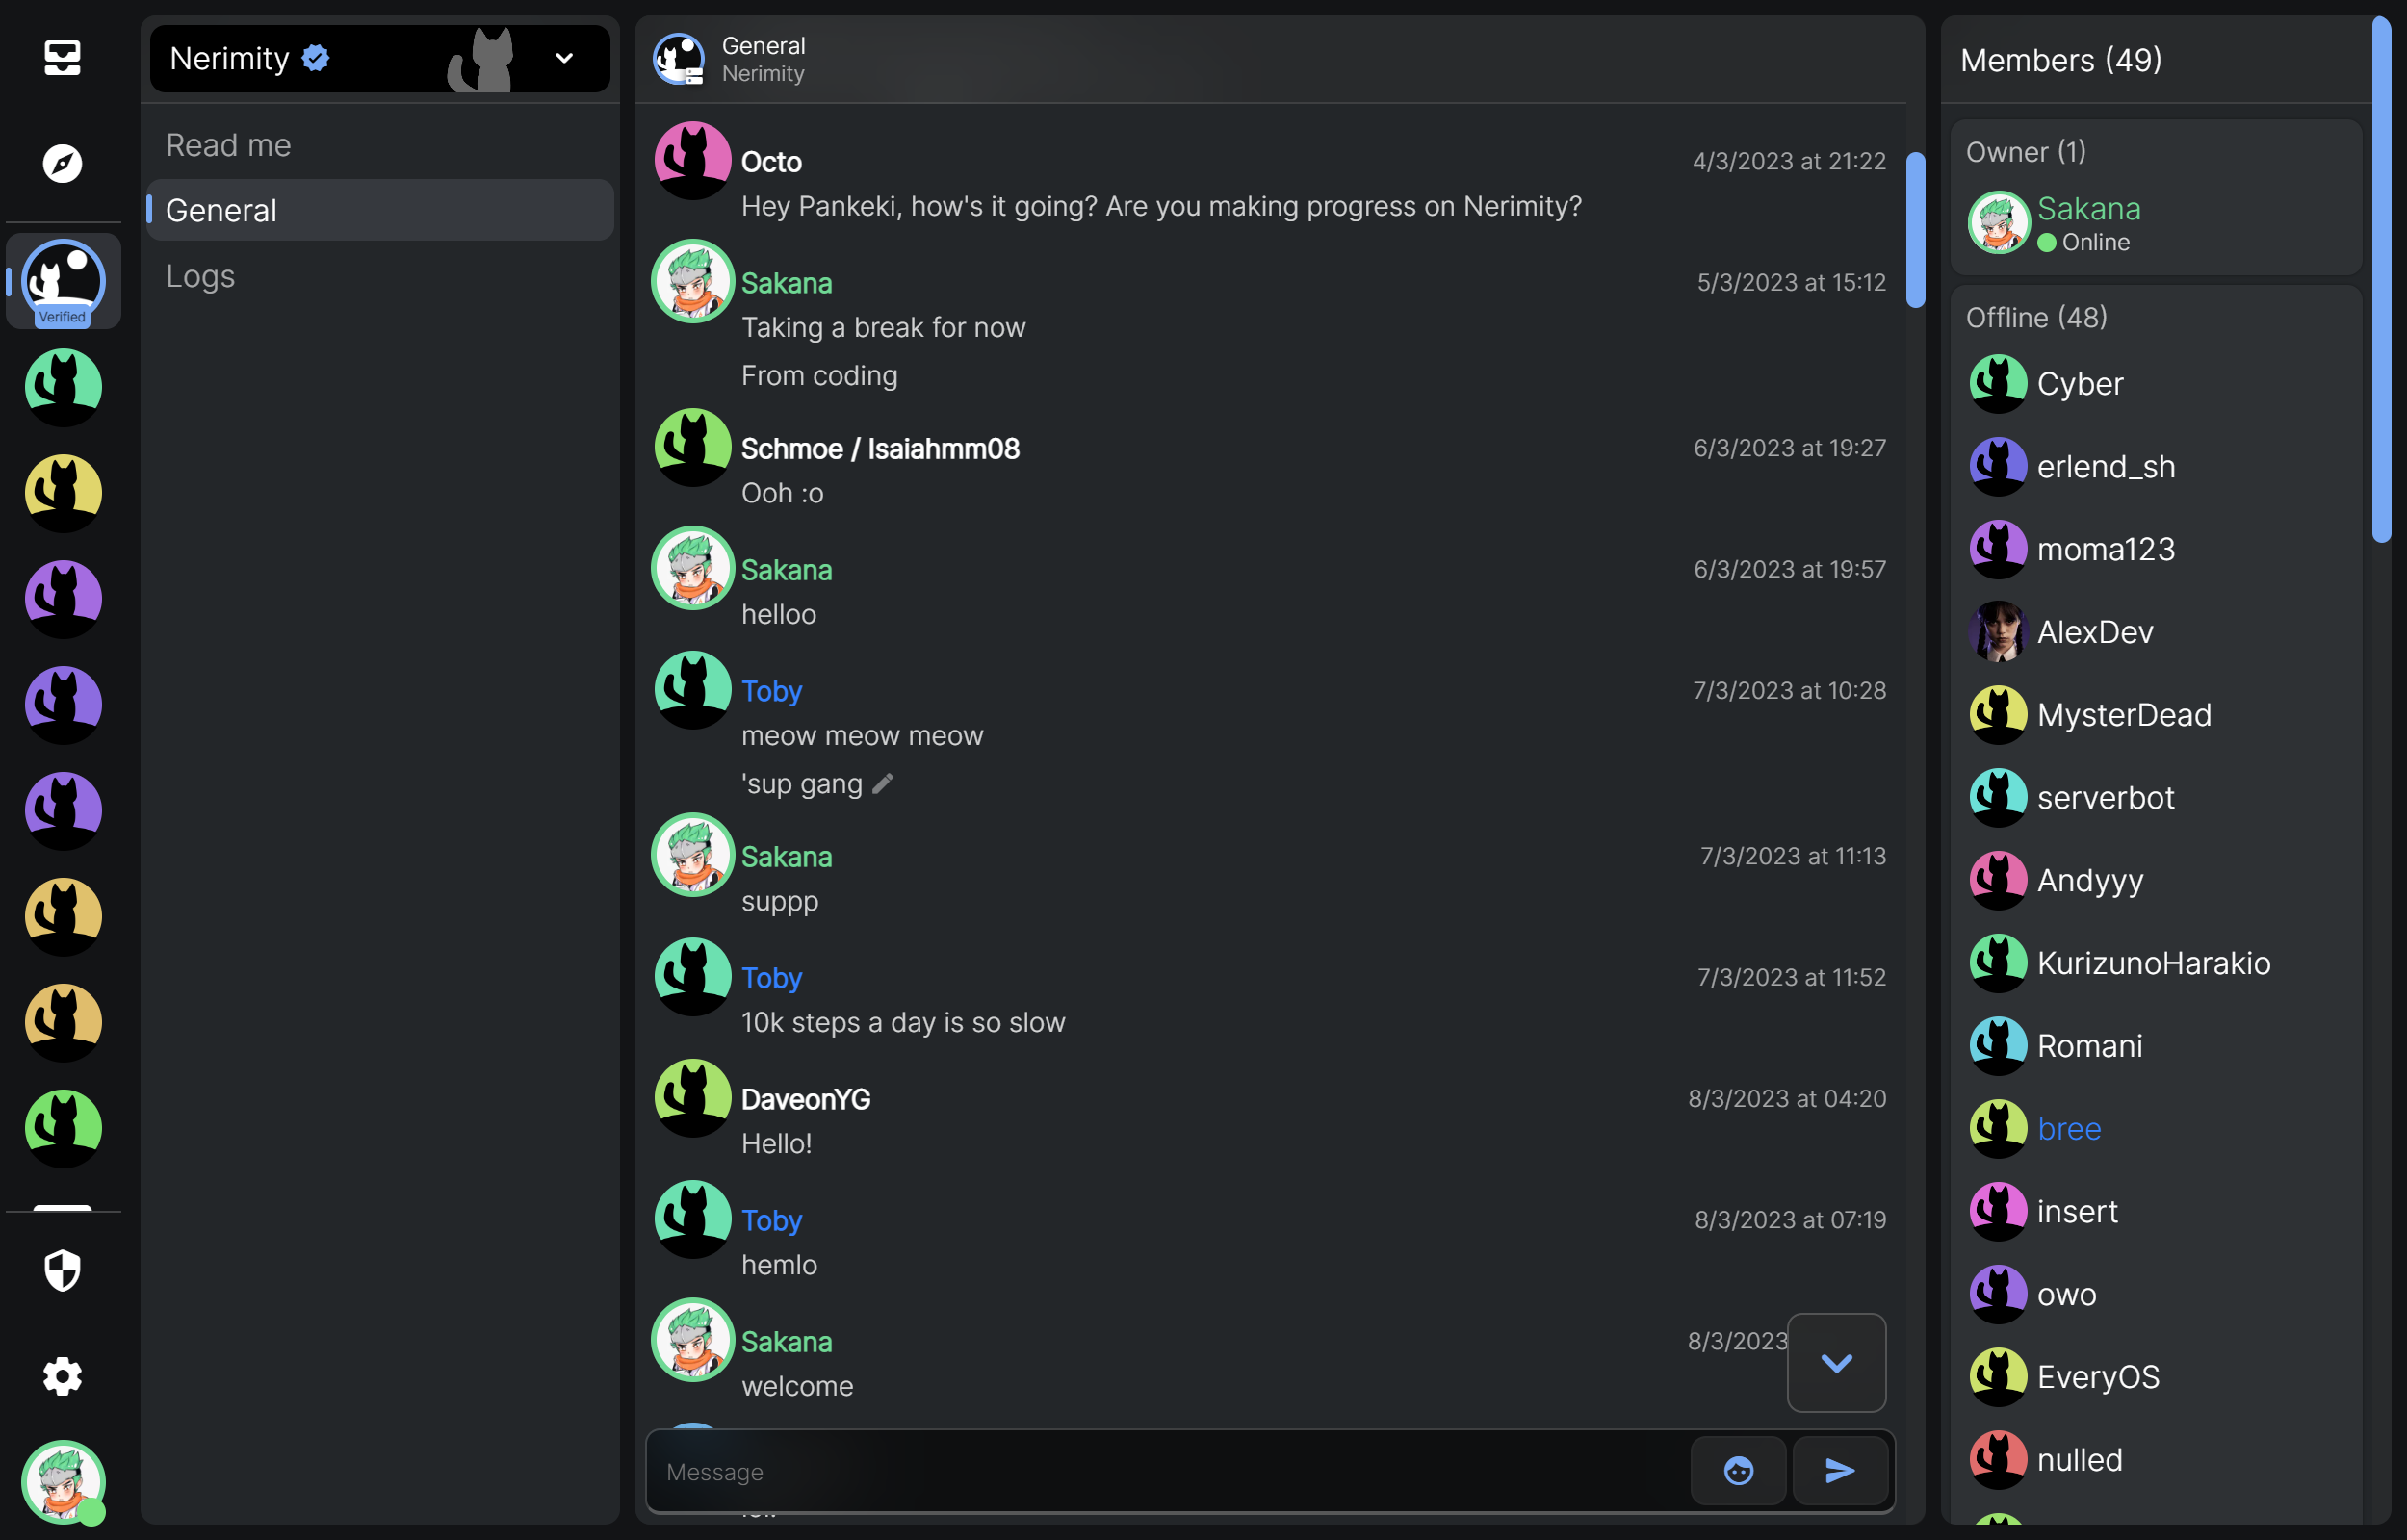 Nerimity
Read me
General
Logs
Verified
General
Nerimity
Octo
4/3/2023 at 21:22
Hey Pankeki, how's it going? Are you making progress on Nerimity?
Sakana
5/3/2023 at 15:12
Taking a break for now
From coding
Schmoe / Isaiahmm08
6/3/2023 at 19:27
Ooh :o
Sakana
6/3/2023 at 19:57
helloo
Toby
7/3/2023 at 10:28
meow meow meow
'sup gang
Sakana
7/3/2023 at 11:13
suppp
Toby
7/3/2023 at 11:52
10k steps a day is so slow
DaveonYG
8/3/2023 at 04:20
Hello!
Toby
8/3/2023 at 07:19
hemlo
Sakana
8/3/2023
welcome
Message
Members (49)
Owner (1)
Sakana
Online
Offline (48)
Cyber
erlend_sh
moma123
AlexDev
MysterDead
serverbot
Andyyy
KurizunoHarakio
Romani
bree
insert
owo
EveryOS
nulled